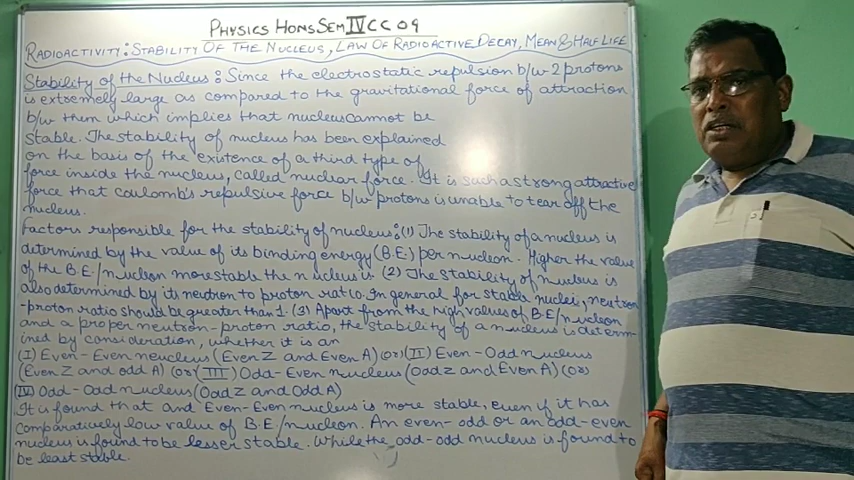 PHYSICS HONS SEM IV CC 09
RADIOACTIVITY: STABILITY OF THE NUCLEUS, LAW OF RADIOACTIVE DECAY, MEAN & HALF LIFE
Stability of the Nucleus: Since the electrostatic repulsion b/w 2 protons
is extremely large as compared to the gravitational force of attraction
b/w them which implies that nucleus cannot be
stable. The stability of nucleus has been explained
on the basis of the existence of a third type of
force inside the nucleus, called nuclear force. It is such a strong attractive
force that coulomb's repulsive force b/w protons is unable to tear off the
nucleus.
Factors responsible for the stability of nucleus: (1) The stability of a nucleus is
determined by the value of its binding energy (B.E.) per nucleon. Higher the value
of the B.E./nucleon more stable the nucleus is (2) The stability of nucleus is
also determined by its neutron to proton ratio. In general for stable nuclei, neutron
-proton ratio should be greater than 1. (3) Apart from the high values of B.E/nucleon
and a proper neutron-proton ratio, the stability of a nucleus is determ-
ined by consideration, whether it is an
(I) Even-Even neucleus (Even Z and Even A) (or) (II) Even-Odd nucleus
(Even Z and odd A) (or) (III) Odd-Even nucleus (Odd Z and Even A) (or)
(IV) Odd-Odd nucleus (Odd Z and Odd A)
It is found that and Even-Even nucleus is more stable, even if it has
comparatively low value of B.E./nucleon. An even-odd or an odd-even
nucleus is found to be lesser stable. While the odd-odd nucleus is found to
be least stable.